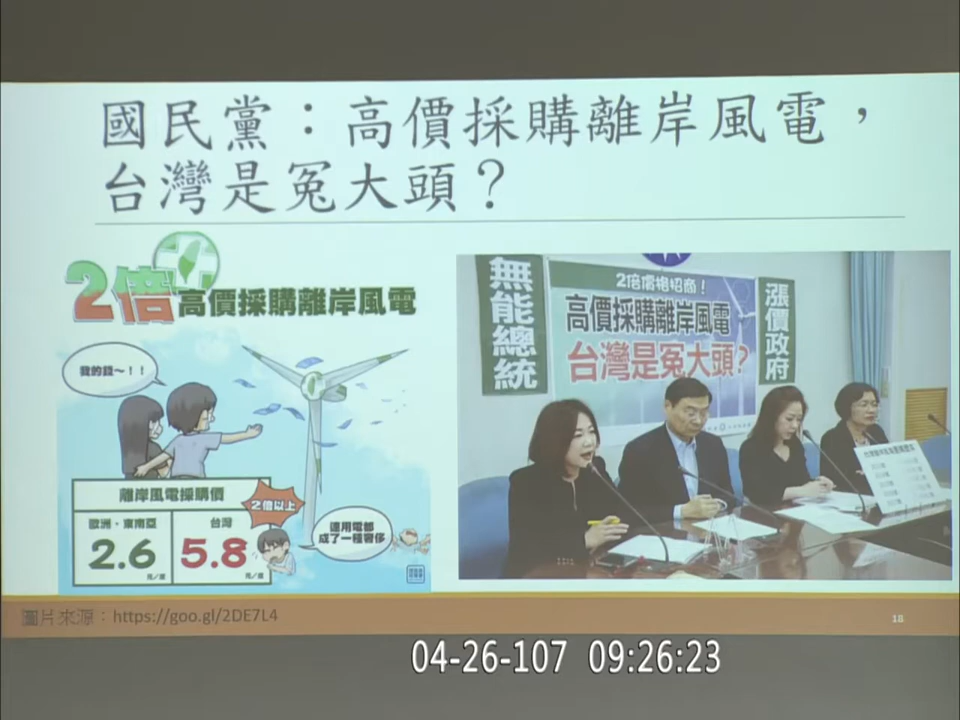 國民黨：高價採購離岸風電，
台灣是冤大頭？
2倍高價採購離岸風電
我的錢～！！
離岸風電採購價
2倍以上
歐洲・東南亞
2.6
元/度
台灣
5.8
元/度
連用電都
成了一種奢侈
無能總統
2倍價格招商！
高價採購離岸風電
台灣是冤大頭？
漲價政府
圖片來源：https://goo.gl/2DE7L4
18
04-26-107 09:26:23